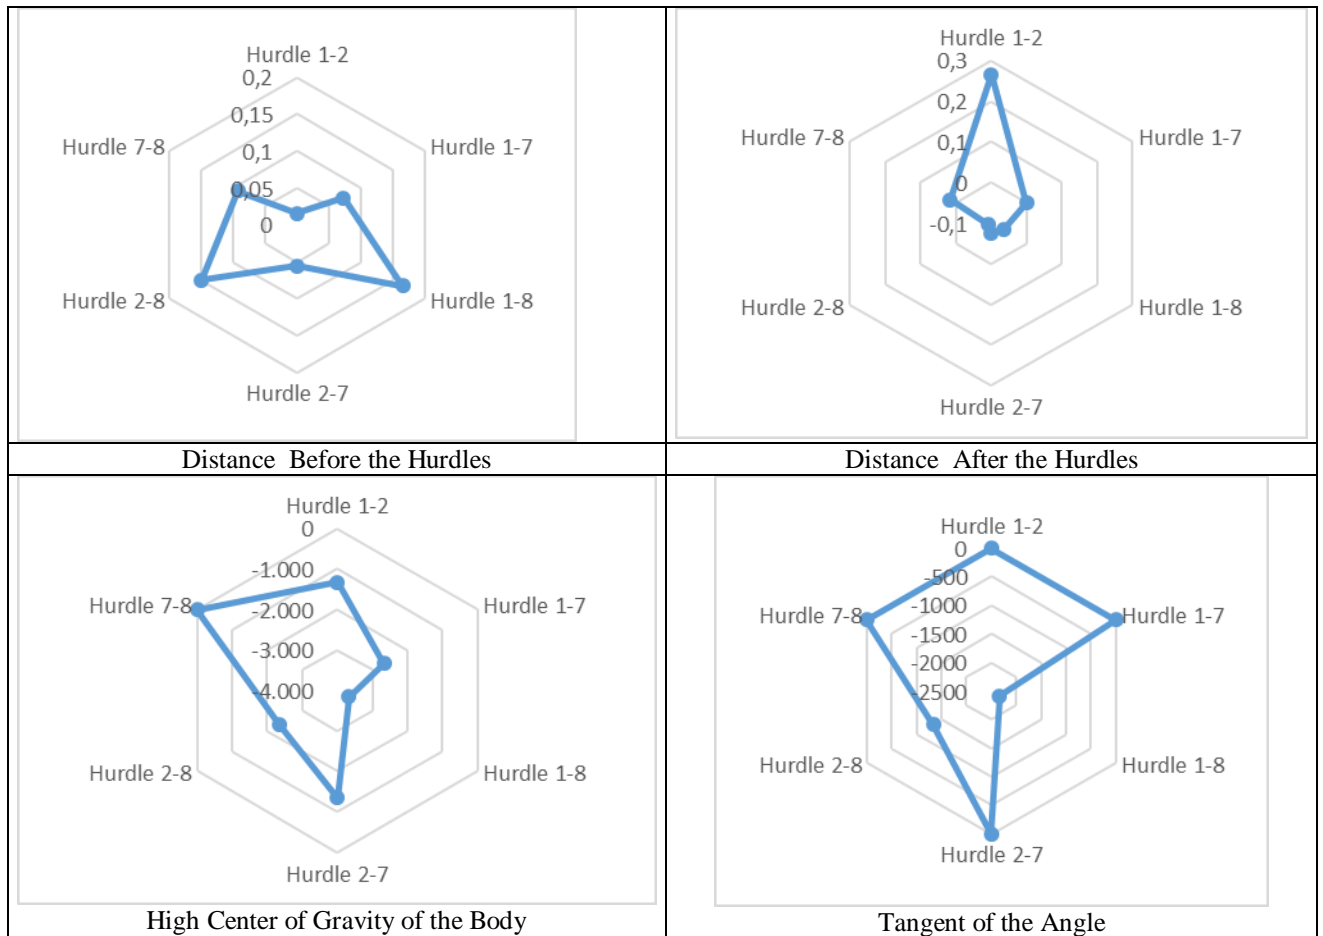 Hurdle 1-2
0,2
0,15
0,1
0,05
0
Hurdle 1-7
Hurdle 1-8
Hurdle 2-7
Hurdle 2-8
Hurdle 7-8
Distance Before the Hurdles
Hurdle 1-2
0,3
0,2
0,1
0
-0,1
Hurdle 1-7
Hurdle 1-8
Hurdle 2-7
Hurdle 2-8
Hurdle 7-8
Distance After the Hurdles
Hurdle 1-2
0
-1.000
-2.000
-3.000
-4.000
Hurdle 1-7
Hurdle 1-8
Hurdle 2-7
Hurdle 2-8
Hurdle 7-8
High Center of Gravity of the Body
Hurdle 1-2
0
-500
-1000
-1500
-2000
-2500
Hurdle 1-7
Hurdle 1-8
Hurdle 2-7
Hurdle 2-8
Hurdle 7-8
Tangent of the Angle